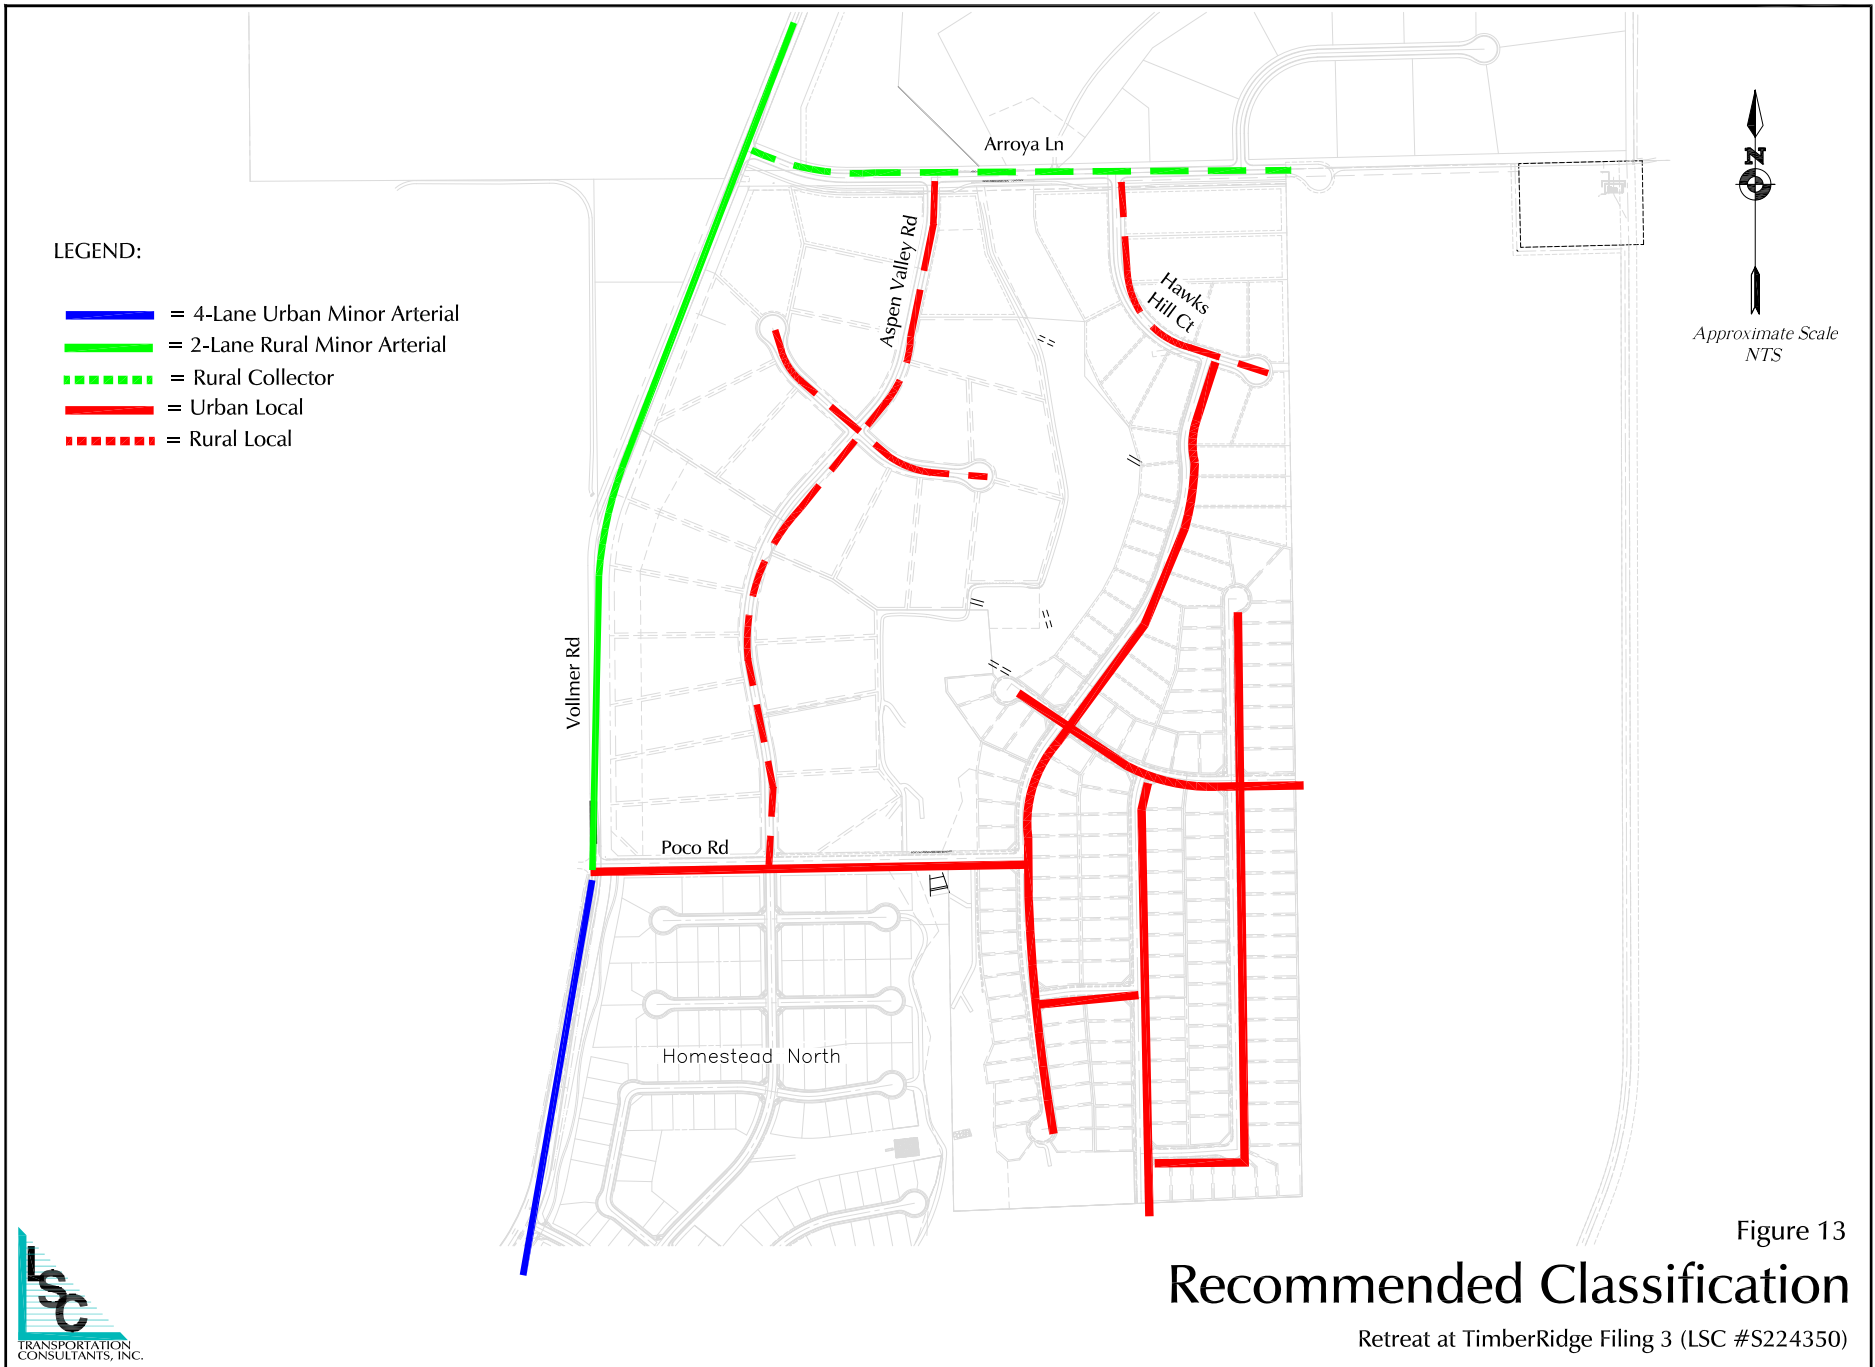 Arroya Ln
N
Approximate Scale
NTS
LEGEND:
= 4-Lane Urban Minor Arterial
= 2-Lane Rural Minor Arterial
= Rural Collector
= Urban Local
= Rural Local
Aspen Valley Rd
Hawks
Hill Ct
Vollmer Rd
Poco Rd
Homestead North
Figure 13
Recommended Classification
Retreat at TimberRidge Filing 3 (LSC #S224350)
LSC
TRANSPORTATION
CONSULTANTS, INC.